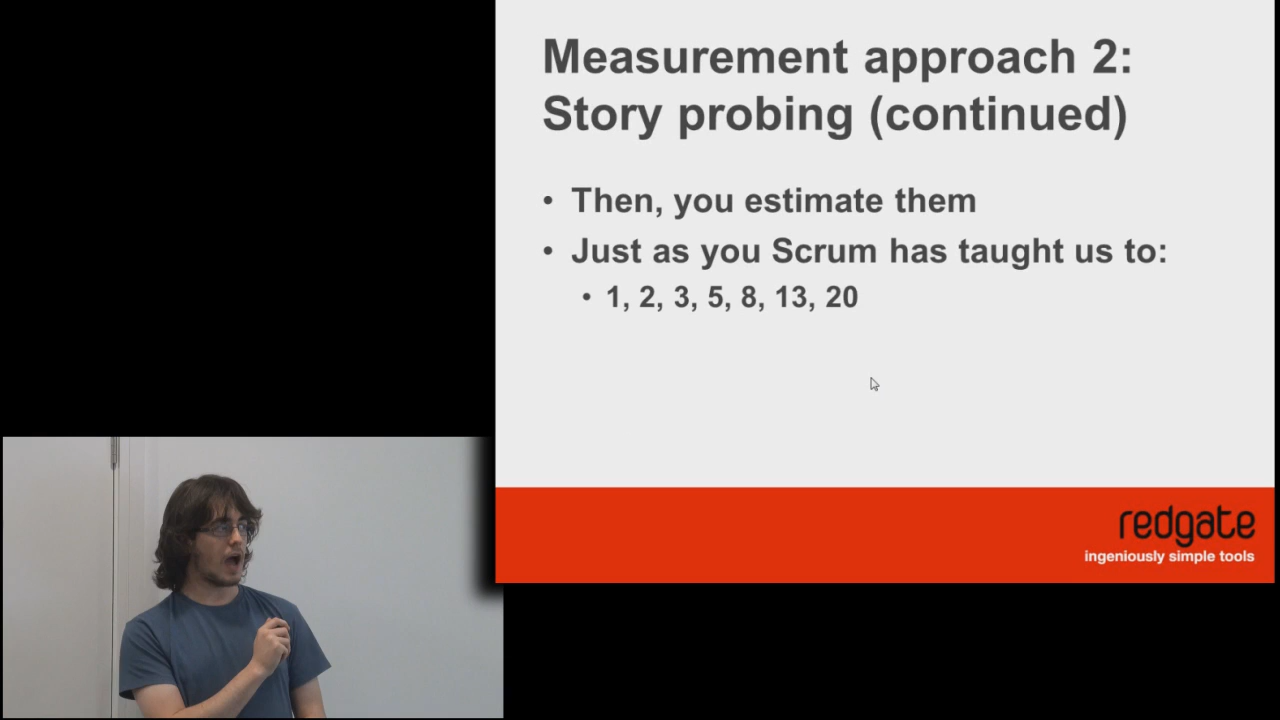 Measurement approach 2:
Story probing (continued)
• Then, you estimate them
• Just as you Scrum has taught us to:
• 1, 2, 3, 5, 8, 13, 20
redgate
ingeniously simple tools